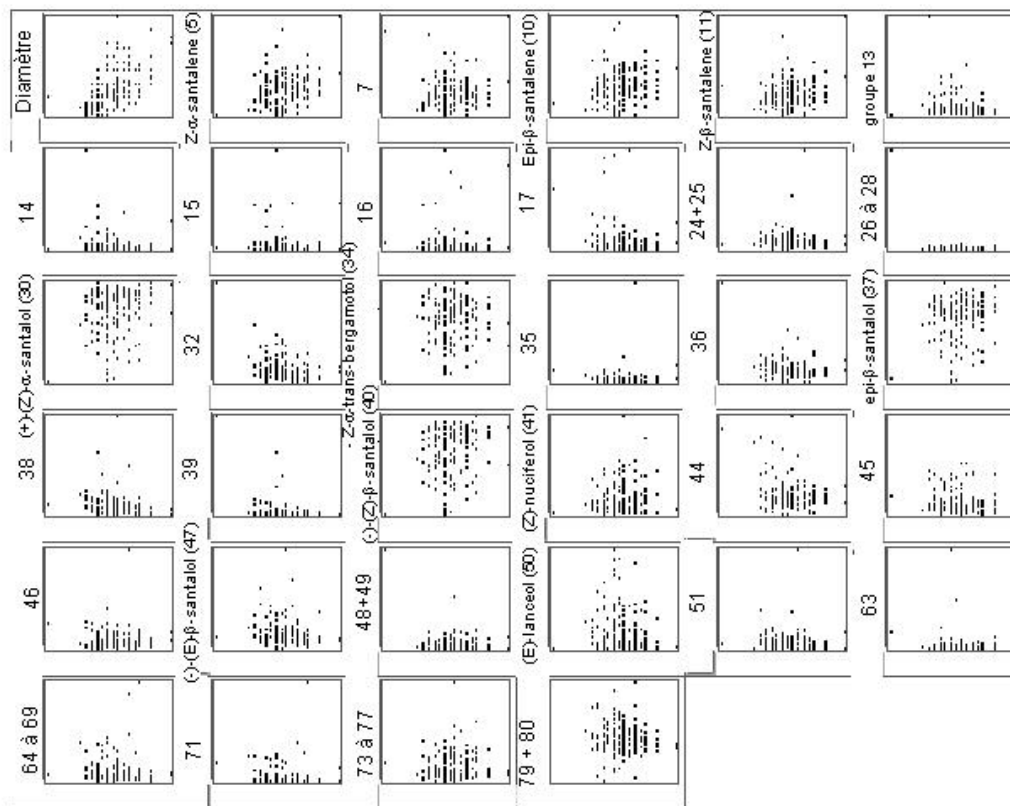 Diamètre
Z-α-santalene (5)
7
Epi-β-santalene (10)
Z-β-santalene (11)
groupe 13
14
15
16
17
24+25
26 à 28
(+)-(Z)-α-santalol (30)
32
- Z-α-trans-bergamotol (34)
35
36
epi-β-santalol (37)
38
39
(-)-(Z)-β-santalol (40)
(Z)-nuciferol (41)
44
45
46
(-)-(E)-β-santalol (47)
48+49
(E)-lanceol (50)
51
63
64 à 69
71
73 à 77
79 + 80